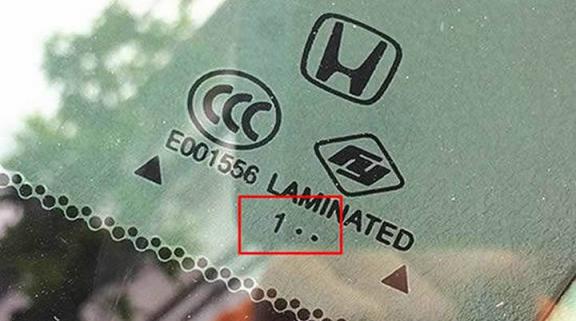 CCC
E001556
LAMINATED
1 ..